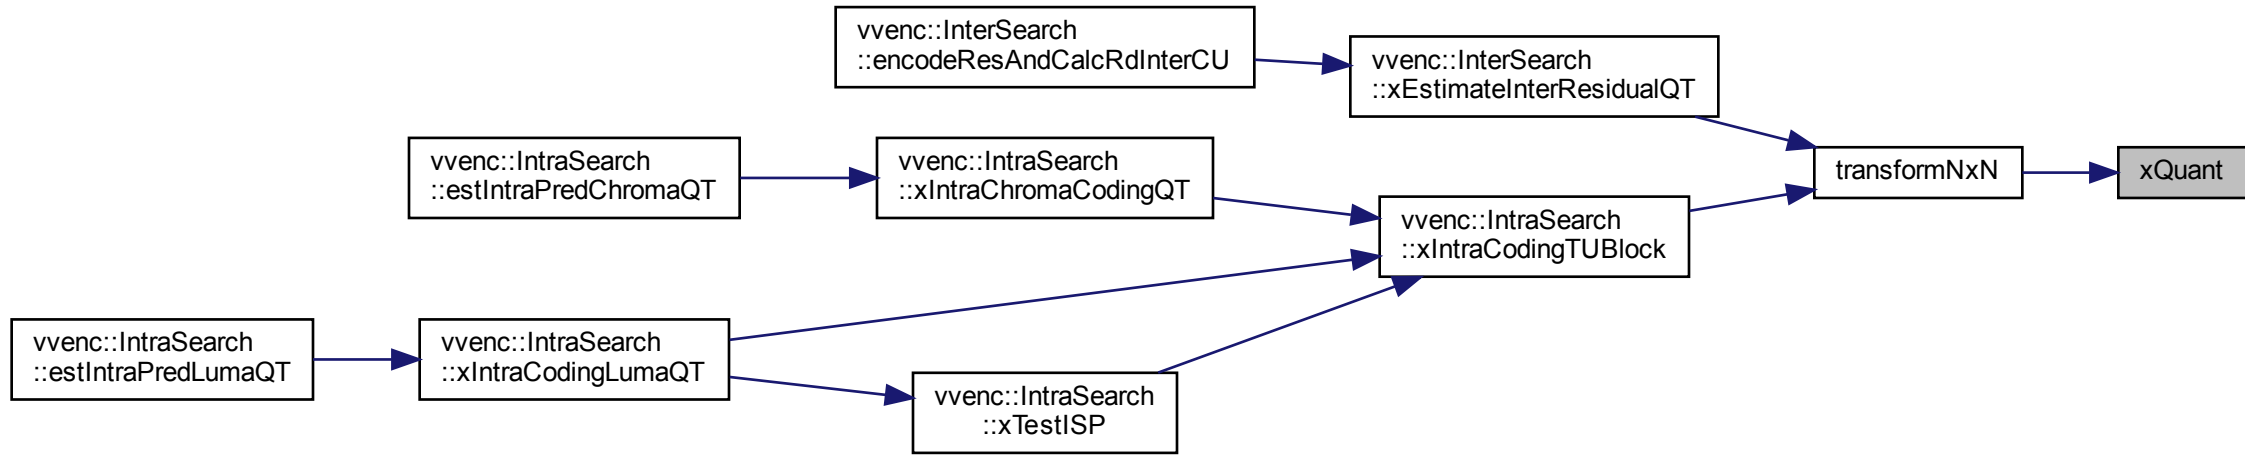 vvenc::InterSearch
::encodeResAndCalcRdInterCU
vvenc::InterSearch
::xEstimateInterResidualQT
vvenc::IntraSearch
::estIntraPredChromaQT
vvenc::IntraSearch
::xIntraChromaCodingQT
transformNxN
xQuant
vvenc::IntraSearch
::xIntraCodingTUBlock
vvenc::IntraSearch
::estIntraPredLumaQT
vvenc::IntraSearch
::xIntraCodingLumaQT
vvenc::IntraSearch
::xTestISP